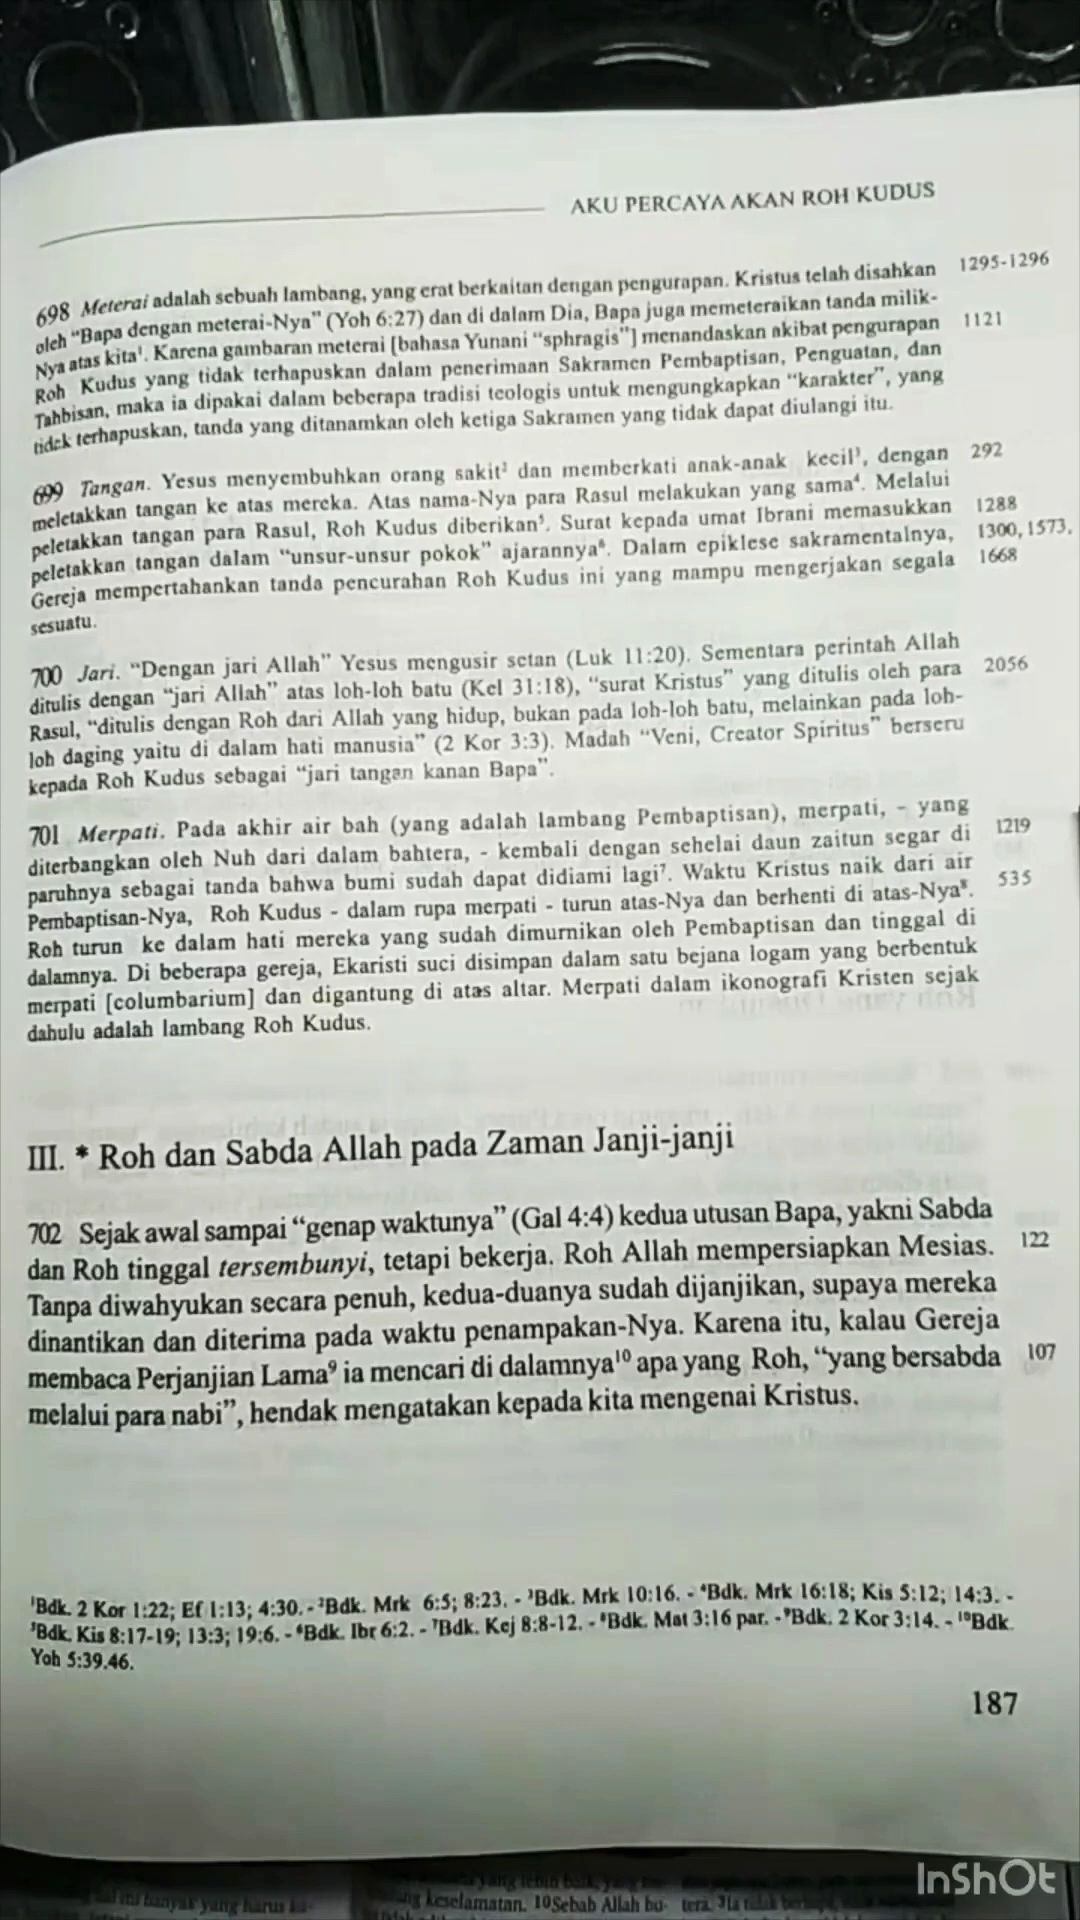 AKU PERCAYA AKAN ROH KUDUS
698 Meterai adalah sebuah lambang, yang erat berkaitan dengan pengurapan. Kristus telah disahkan 1295-1296
oleh “Bapa dengan meterai-Nya” (Yoh 6:27) dan di dalam Dia, Bapa juga memeteraikan tanda milik-
Nya atas kita¹. Karena gambaran meterai [bahasa Yunani “sphragis”] menandaskan akibat pengurapan 1121
Roh Kudus yang tidak terhapuskan dalam penerimaan Sakramen Pembaptisan, Penguatan, dan
Tahbisan, maka ia dipakai dalam beberapa tradisi teologis untuk mengungkapkan “karakter”, yang
tidak terhapuskan, tanda yang ditanamkan oleh ketiga Sakramen yang tidak dapat diulangi itu.
699 Tangan. Yesus menyembuhkan orang sakit² dan memberkati anak-anak kecil³, dengan 292
meletakkan tangan ke atas mereka. Atas nama-Nya para Rasul melakukan yang sama⁴. Melalui
peletakkan tangan para Rasul, Roh Kudus diberikan⁵. Surat kepada umat Ibrani memasukkan 1288
peletakkan tangan dalam “unsur-unsur pokok” ajarannya⁶. Dalam epiklese sakramentalnya, 1300, 1573,
Gereja mempertahankan tanda pencurahan Roh Kudus ini yang mampu mengerjakan segala 1668
sesuatu.
700 Jari. “Dengan jari Allah” Yesus mengusir setan (Luk 11:20). Sementara perintah Allah
ditulis dengan “jari Allah” atas loh-loh batu (Kel 31:18), “surat Kristus” yang ditulis oleh para 2056
Rasul, “ditulis dengan Roh dari Allah yang hidup, bukan pada loh-loh batu, melainkan pada loh-
loh daging yaitu di dalam hati manusia” (2 Kor 3:3). Madah “Veni, Creator Spiritus” berseru
kepada Roh Kudus sebagai “jari tangan kanan Bapa”.
701 Merpati. Pada akhir air bah (yang adalah lambang Pembaptisan), merpati, - yang
diterbangkan oleh Nuh dari dalam bahtera, - kembali dengan sehelai daun zaitun segar di 1219
paruhnya sebagai tanda bahwa bumi sudah dapat didiami lagi⁷. Waktu Kristus naik dari air
Pembaptisan-Nya, Roh Kudus - dalam rupa merpati - turun atas-Nya dan berhenti di atas-Nya⁸. 535
Roh turun ke dalam hati mereka yang sudah dimurnikan oleh Pembaptisan dan tinggal di
dalamnya. Di beberapa gereja, Ekaristi suci disimpan dalam satu bejana logam yang berbentuk
merpati [columbarium] dan digantung di atas altar. Merpati dalam ikonografi Kristen sejak
dahulu adalah lambang Roh Kudus.
III. * Roh dan Sabda Allah pada Zaman Janji-janji
702 Sejak awal sampai “genap waktunya” (Gal 4:4) kedua utusan Bapa, yakni Sabda
dan Roh tinggal tersembunyi, tetapi bekerja. Roh Allah mempersiapkan Mesias. 122
Tanpa diwahyukan secara penuh, kedua-duanya sudah dijanjikan, supaya mereka
dinantikan dan diterima pada waktu penampakan-Nya. Karena itu, kalau Gereja
membaca Perjanjian Lama⁹ ia mencari di dalamnya¹⁰ apa yang Roh, “yang bersabda 107
melalui para nabi”, hendak mengatakan kepada kita mengenai Kristus.
¹Bdk. 2 Kor 1:22; Ef 1:13; 4:30. - ²Bdk. Mrk 6:5; 8:23. - ³Bdk. Mrk 10:16. - ⁴Bdk. Mrk 16:18; Kis 5:12; 14:3. -
⁵Bdk. Kis 8:17-19; 13:3; 19:6. - ⁶Bdk. Ibr 6:2. - ⁷Bdk. Kej 8:8-12. - ⁸Bdk. Mat 3:16 par. - ⁹Bdk. 2 Kor 3:14. - ¹⁰Bdk.
Yoh 5:39.46.
187
InShOt
ini banyak yang harus
keselamatan. 10Sebab Allah bu-